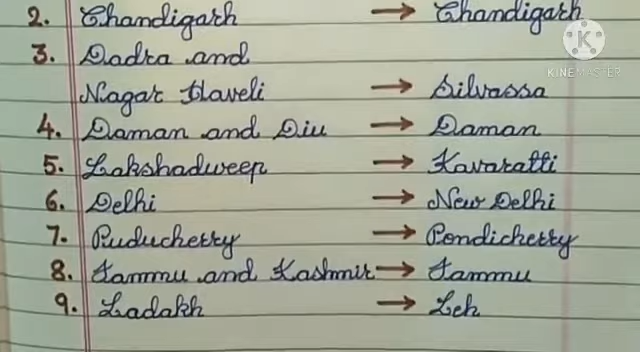 2. Chandigarh → Chandigarh
3. Dadra and
Nagar Haveli → Silvassa
4. Daman and Diu → Daman
5. Lakshadweep → Kavaratti
6. Delhi → New Delhi
7. Puducherry → Pondicherry
8. Jammu and Kashmir → Jammu
9. Ladakh → Leh
K
KINEMASTER